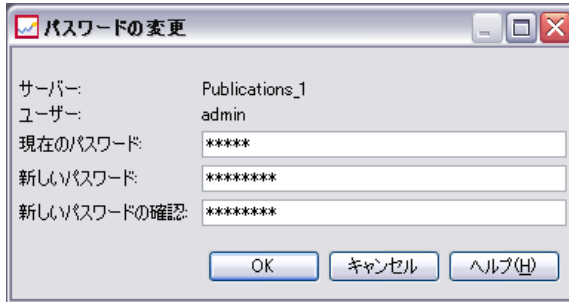 パスワードの変更
サーバー: Publications_1
ユーザー: admin
現在のパスワード: *****
新しいパスワード: ********
新しいパスワードの確認: ********
OK キャンセル ヘルプ(H)